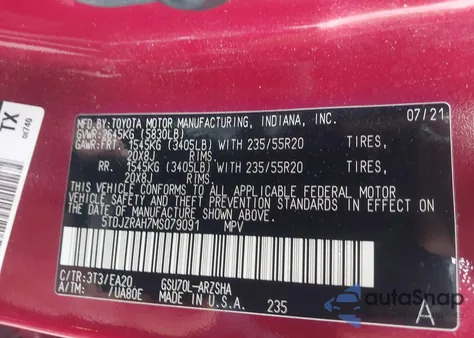 MFD.BY:TOYOTA MOTOR MANUFACTURING, INDIANA, INC. 07/21
GVWR:2645KG (5830LB)
GAWR:FRT. 1545KG (3405LB) WITH 235/55R20 TIRES,
20X8J RIMS.
RR. 1545KG (3405LB) WITH 235/55R20 TIRES,
20X8J RIMS.
THIS VEHICLE CONFORMS TO ALL APPLICABLE FEDERAL MOTOR
VEHICLE SAFETY AND THEFT PREVENTION STANDARDS IN EFFECT
ON THE DATE OF MANUFACTURE SHOWN ABOVE.
5TDJZRAH7MS079091 MPV
C/TR:3T3/EA20 GSU70L-ARZSHA
/A/TM: /UA80E MADE IN U.S.A. 235 A
TX
autoSnap